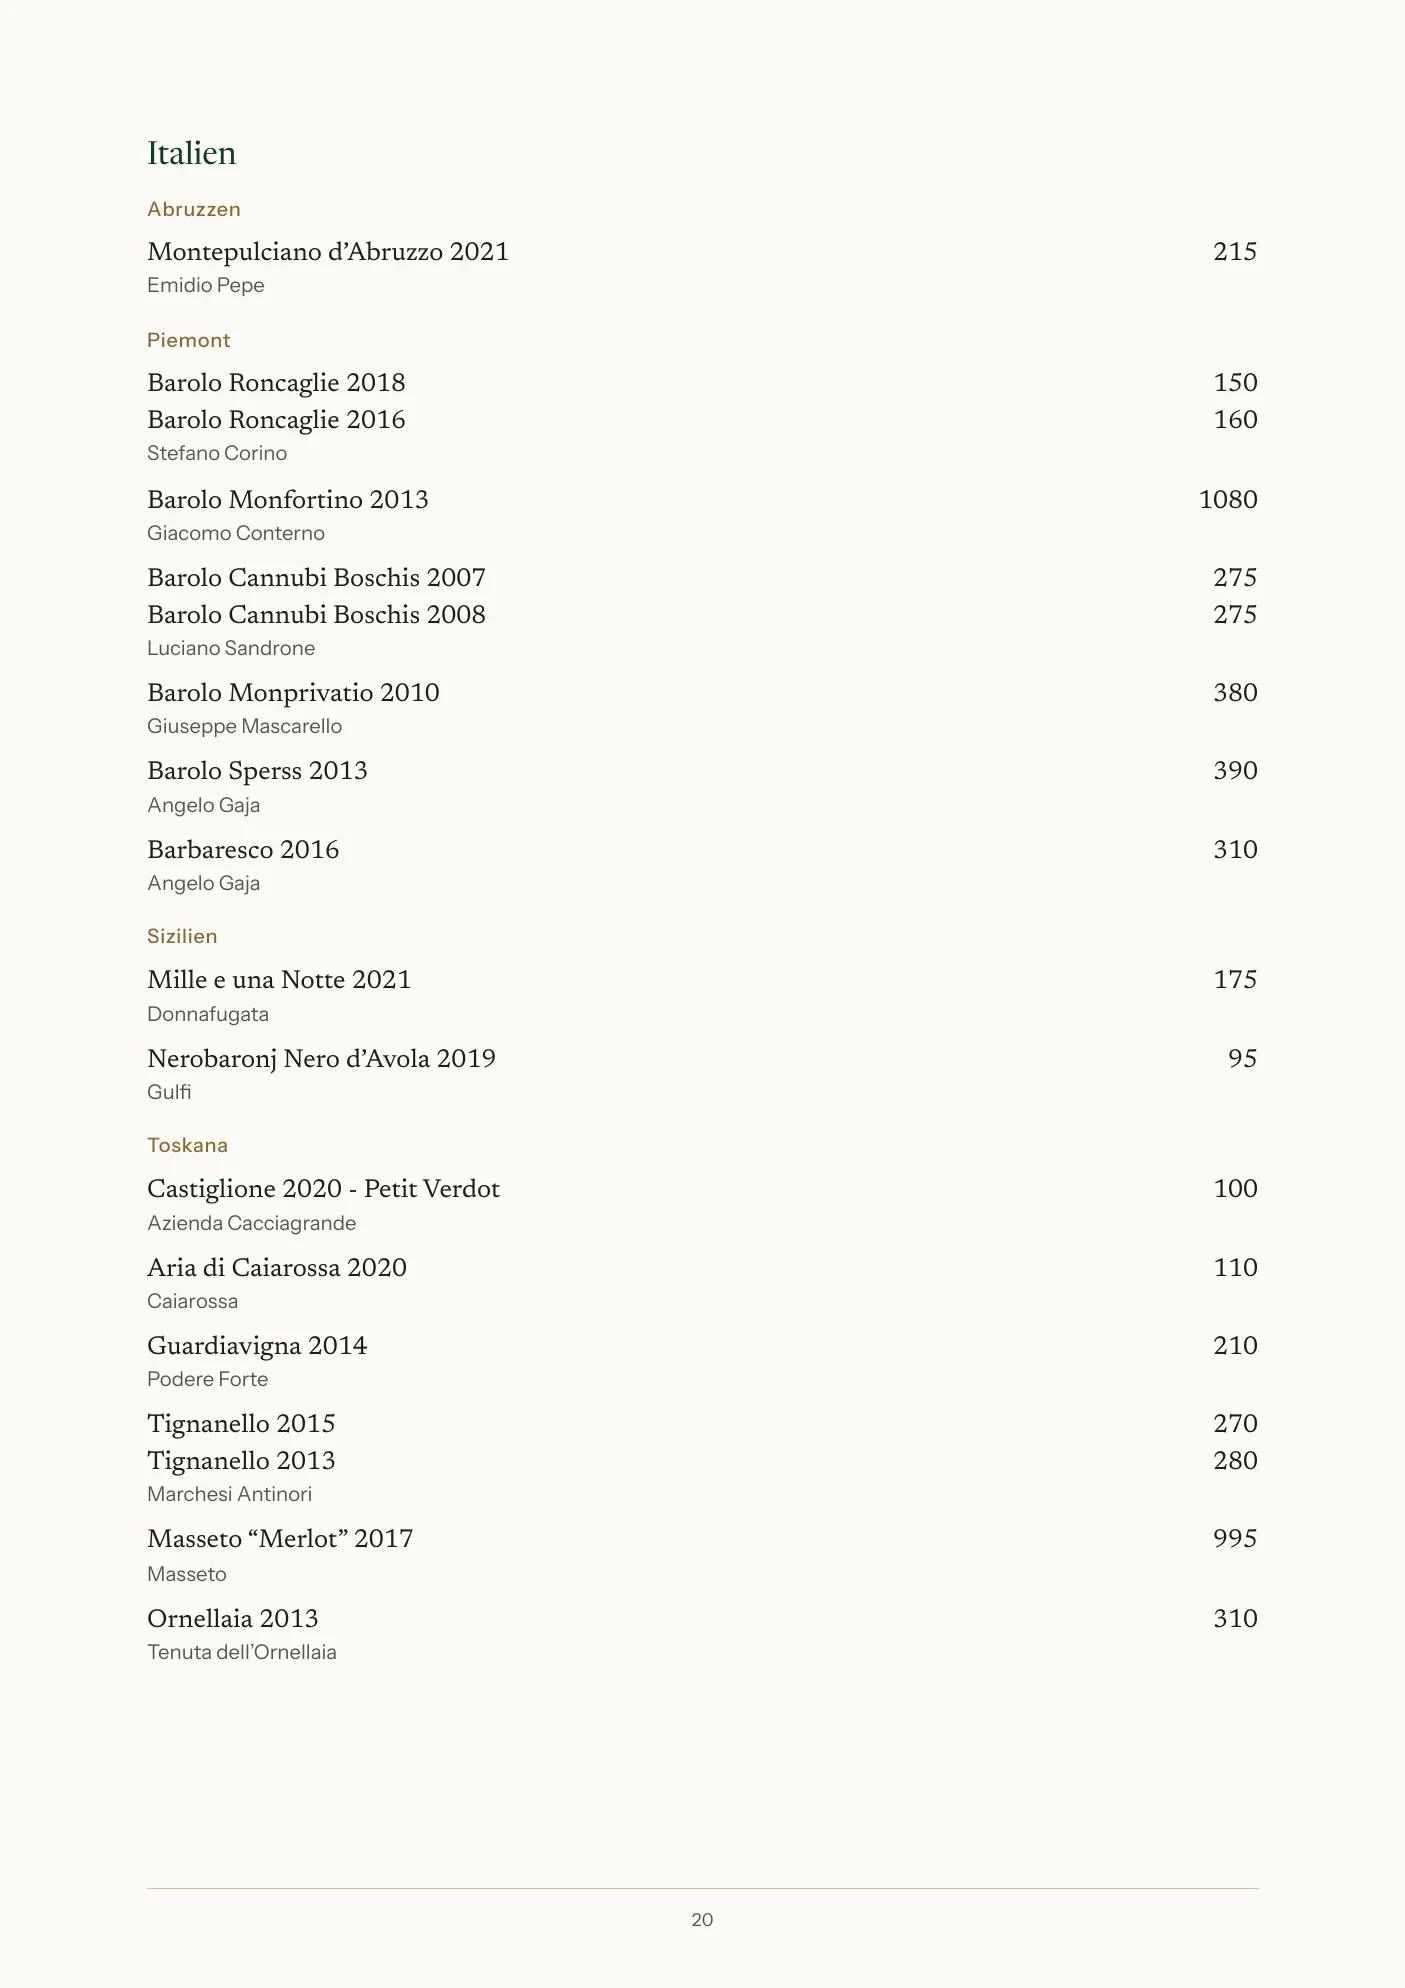 Italien
Abruzzen
Montepulciano d’Abruzzo 2021 215
Emidio Pepe
Piemont
Barolo Roncaglie 2018 150
Barolo Roncaglie 2016 160
Stefano Corino
Barolo Monfortino 2013 1080
Giacomo Conterno
Barolo Cannubi Boschis 2007 275
Barolo Cannubi Boschis 2008 275
Luciano Sandrone
Barolo Monprivatio 2010 380
Giuseppe Mascarello
Barolo Sperss 2013 390
Angelo Gaja
Barbaresco 2016 310
Angelo Gaja
Sizilien
Mille e una Notte 2021 175
Donnafugata
Nerobaronj Nero d’Avola 2019 95
Gulfi
Toskana
Castiglione 2020 - Petit Verdot 100
Azienda Cacciagrande
Aria di Caiarossa 2020 110
Caiarossa
Guardiavigna 2014 210
Podere Forte
Tignanello 2015 270
Tignanello 2013 280
Marchesi Antinori
Masseto “Merlot” 2017 995
Masseto
Ornellaia 2013 310
Tenuta dell’Ornellaia
20